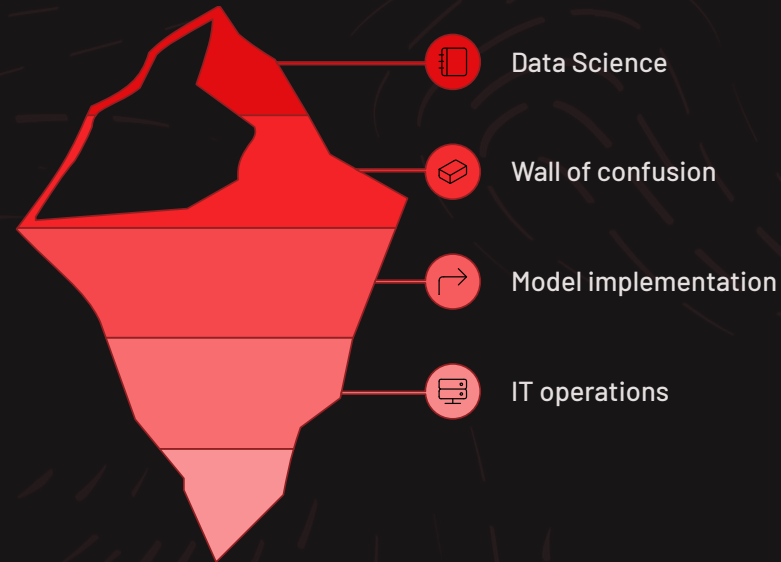 Data Science
Wall of confusion
Model implementation
IT operations